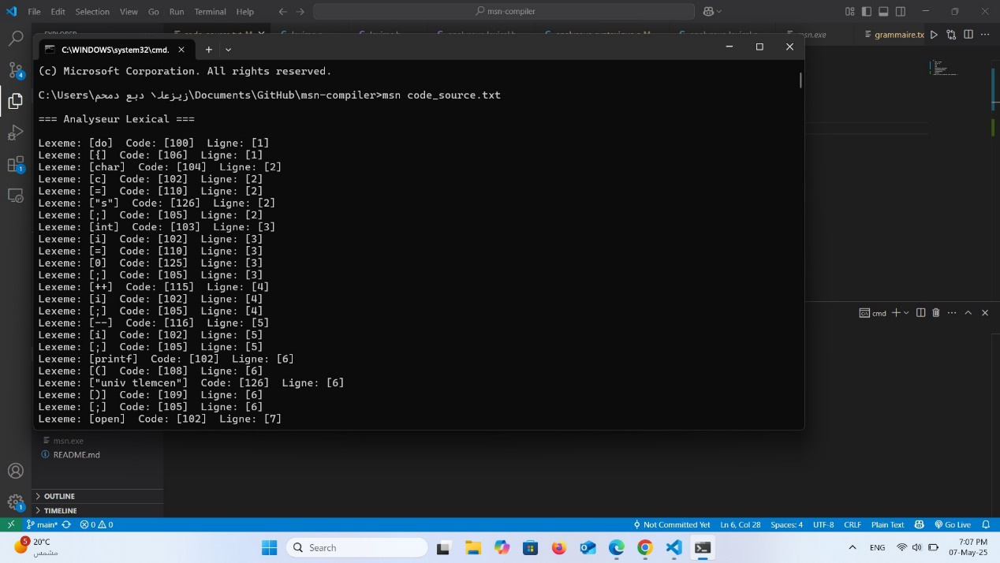 File Edit Selection View Go Run Terminal Help
msn-compiler
C:\WINDOWS\system32\cmd.
msn.exe
grammaire.tx
(c) Microsoft Corporation. All rights reserved.
C:\Users\محمد عبد العزيز\Documents\GitHub\msn-compiler>msn code_source.txt
=== Analyseur Lexical ===
Lexeme: [do]  Code: [100]  Ligne: [1]
Lexeme: [{]  Code: [106]  Ligne: [1]
Lexeme: [char]  Code: [104]  Ligne: [2]
Lexeme: [c]  Code: [102]  Ligne: [2]
Lexeme: [=]  Code: [110]  Ligne: [2]
Lexeme: ["s"]  Code: [126]  Ligne: [2]
Lexeme: [;]  Code: [105]  Ligne: [2]
Lexeme: [int]  Code: [103]  Ligne: [3]
Lexeme: [i]  Code: [102]  Ligne: [3]
Lexeme: [=]  Code: [110]  Ligne: [3]
Lexeme: [0]  Code: [125]  Ligne: [3]
Lexeme: [;]  Code: [105]  Ligne: [3]
Lexeme: [++]  Code: [115]  Ligne: [4]
Lexeme: [i]  Code: [102]  Ligne: [4]
Lexeme: [;]  Code: [105]  Ligne: [4]
Lexeme: [--]  Code: [116]  Ligne: [5]
Lexeme: [i]  Code: [102]  Ligne: [5]
Lexeme: [;]  Code: [105]  Ligne: [5]
Lexeme: [printf]  Code: [102]  Ligne: [6]
Lexeme: [(]  Code: [108]  Ligne: [6]
Lexeme: ["univ tlemcen"]  Code: [126]  Ligne: [6]
Lexeme: [)]  Code: [109]  Ligne: [6]
Lexeme: [;]  Code: [105]  Ligne: [6]
Lexeme: [open]  Code: [102]  Ligne: [7]
4
1
cmd
msn.exe
README.md
OUTLINE
TIMELINE
1
main* 0 0 Not Committed Yet Ln 6, Col 28 Spaces: 4 UTF-8 CRLF Plain Text Go Live
5 20°C
مشمس
Search
ENG
7:07 PM
07-May-25